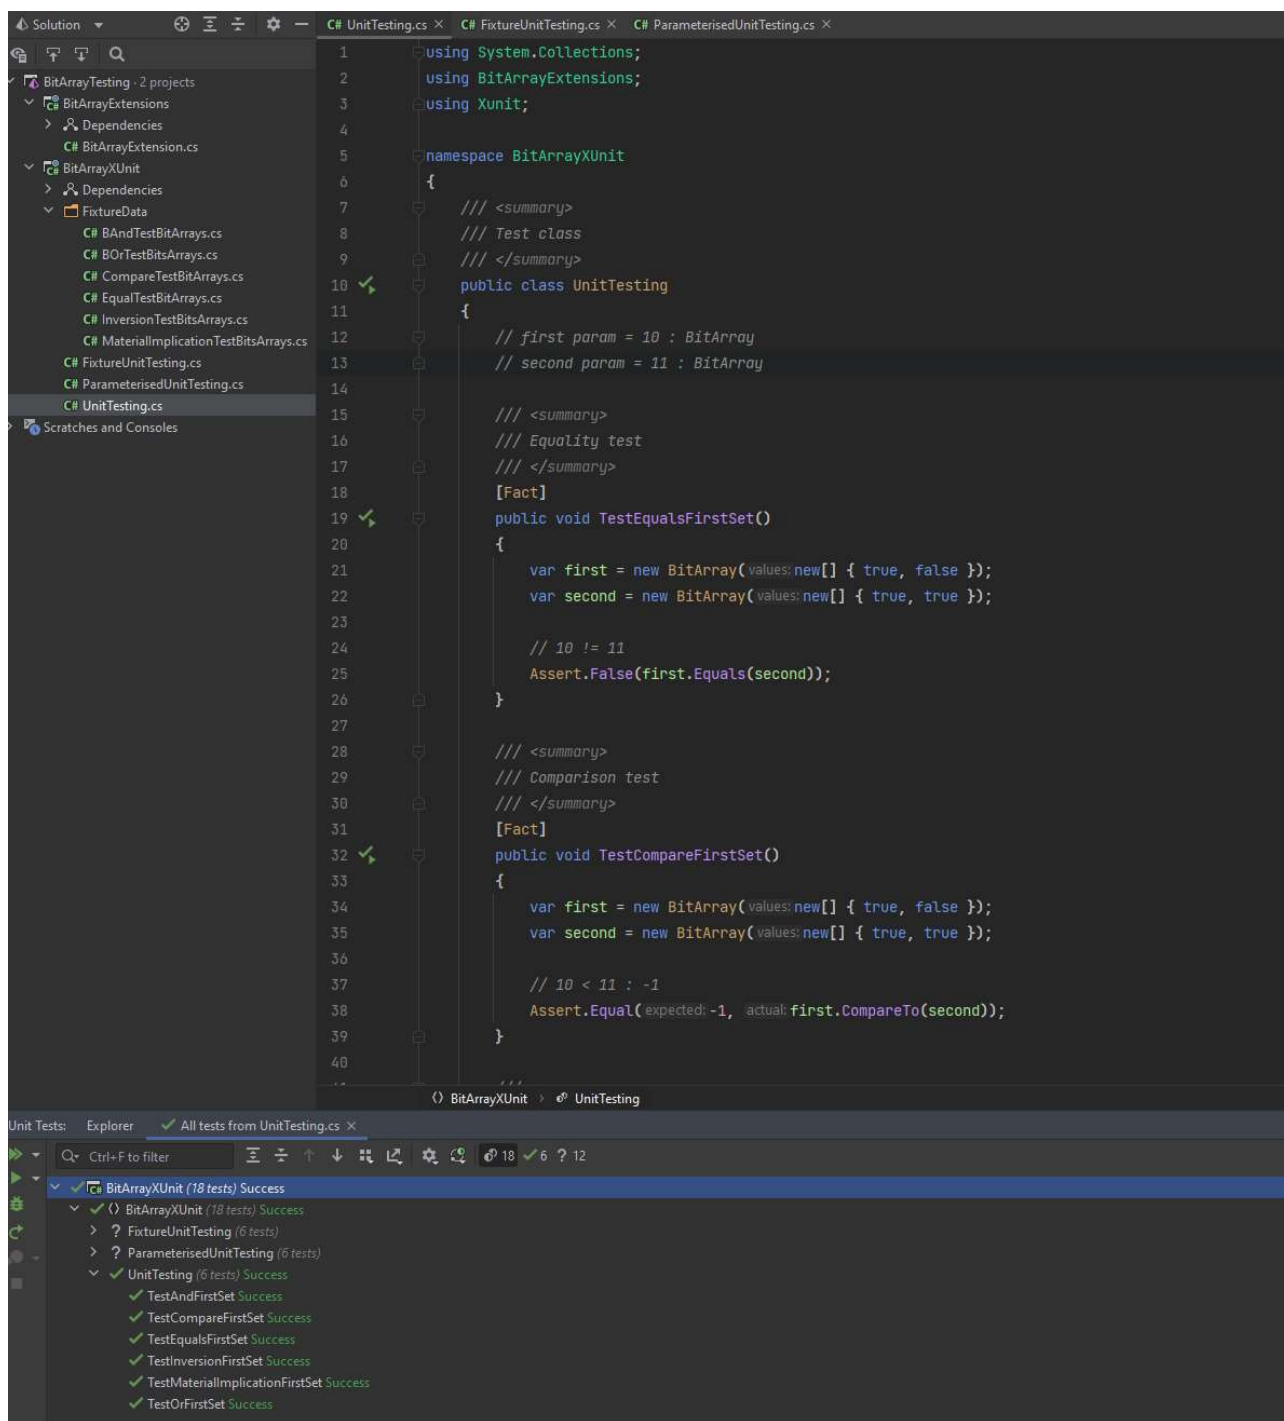 Solution
BitArrayTesting · 2 projects
BitArrayExtensions
Dependencies
C# BitArrayExtension.cs
BitArrayXUnit
Dependencies
FixtureData
C# BAndTestBitArrays.cs
C# BOrTestBitsArrays.cs
C# CompareTestBitArrays.cs
C# EqualTestBitArrays.cs
C# InversionTestBitsArrays.cs
C# MaterialImplicationTestBitsArrays.cs
C# FixtureUnitTesting.cs
C# ParameterisedUnitTesting.cs
C# UnitTesting.cs
Scratches and Consoles
C# UnitTesting.cs × C# FixtureUnitTesting.cs × C# ParameterisedUnitTesting.cs ×
1 using System.Collections;
2 using BitArrayExtensions;
3 using Xunit;
4
5 namespace BitArrayXUnit
6 {
7 /// <summary>
8 /// Test class
9 /// </summary>
10 public class UnitTesting
11 {
12 // first param = 10 : BitArray
13 // second param = 11 : BitArray
14
15 /// <summary>
16 /// Equality test
17 /// </summary>
18 [Fact]
19 public void TestEqualsFirstSet()
20 {
21 var first = new BitArray( values: new[] { true, false });
22 var second = new BitArray( values: new[] { true, true });
23
24 // 10 != 11
25 Assert.False(first.Equals(second));
26 }
27
28 /// <summary>
29 /// Comparison test
30 /// </summary>
31 [Fact]
32 public void TestCompareFirstSet()
33 {
34 var first = new BitArray( values: new[] { true, false });
35 var second = new BitArray( values: new[] { true, true });
36
37 // 10 < 11 : -1
38 Assert.Equal( expected: -1, actual: first.CompareTo(second));
39 }
40
BitArrayXUnit › UnitTesting
Unit Tests: Explorer All tests from UnitTesting.cs ×
Ctrl+F to filter 18 6 ? 12
BitArrayXUnit (18 tests) Success
BitArrayXUnit (18 tests) Success
? FixtureUnitTesting (6 tests)
? ParameterisedUnitTesting (6 tests)
UnitTesting (6 tests) Success
TestAndFirstSet Success
TestCompareFirstSet Success
TestEqualsFirstSet Success
TestInversionFirstSet Success
TestMaterialImplicationFirstSet Success
TestOrFirstSet Success